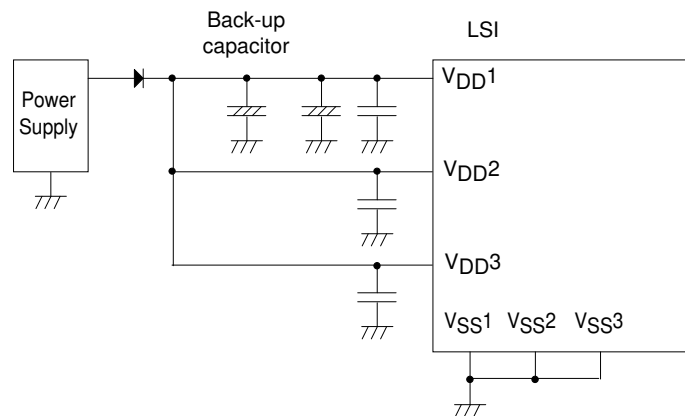 Back-up
capacitor
LSI
Power
Supply
VDD1
VDD2
VDD3
VSS1 VSS2 VSS3